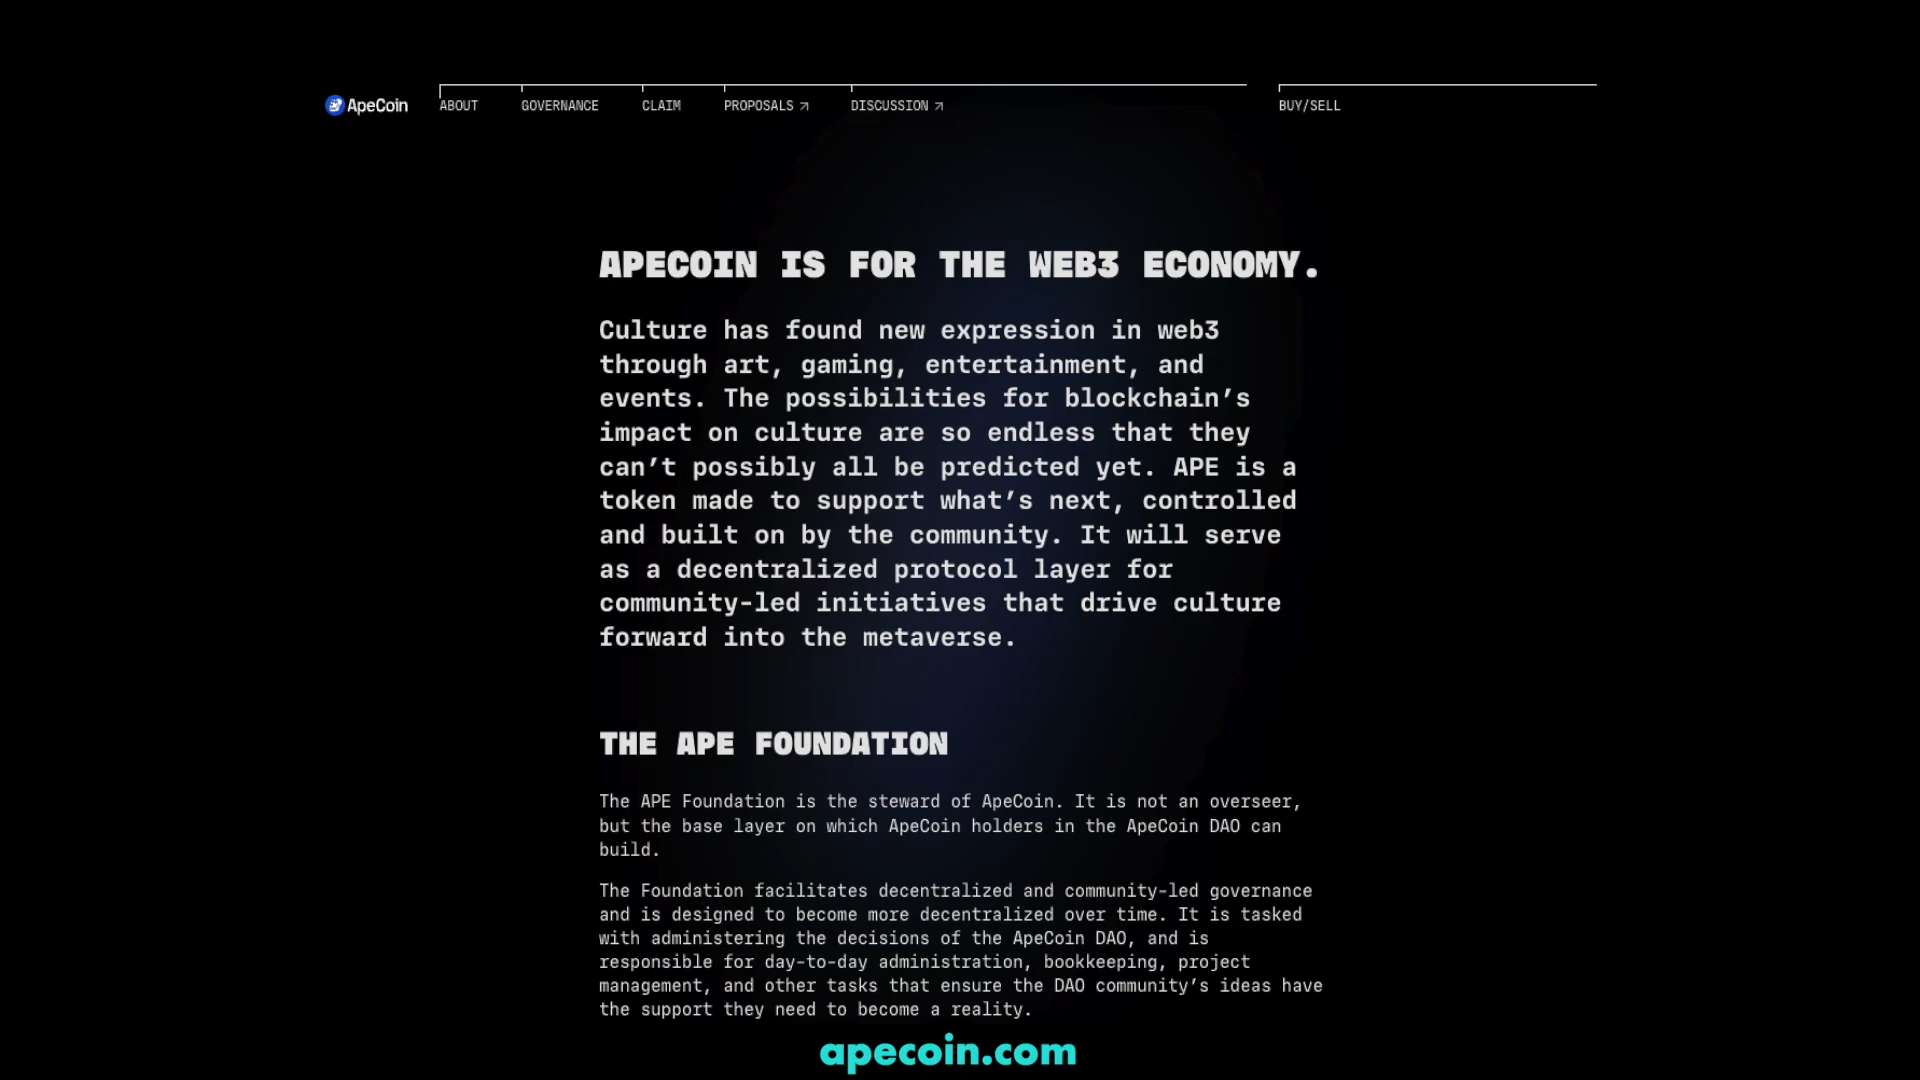 ApeCoin
ABOUT
GOVERNANCE
CLAIM
PROPOSALS ↗
DISCUSSION ↗
BUY/SELL
APECOIN IS FOR THE WEB3 ECONOMY.
Culture has found new expression in web3
through art, gaming, entertainment, and
events. The possibilities for blockchain’s
impact on culture are so endless that they
can’t possibly all be predicted yet. APE is a
token made to support what’s next, controlled
and built on by the community. It will serve
as a decentralized protocol layer for
community-led initiatives that drive culture
forward into the metaverse.
THE APE FOUNDATION
The APE Foundation is the steward of ApeCoin. It is not an overseer,
but the base layer on which ApeCoin holders in the ApeCoin DAO can
build.
The Foundation facilitates decentralized and community-led governance
and is designed to become more decentralized over time. It is tasked
with administering the decisions of the ApeCoin DAO, and is
responsible for day-to-day administration, bookkeeping, project
management, and other tasks that ensure the DAO community’s ideas have
the support they need to become a reality.
apecoin.com